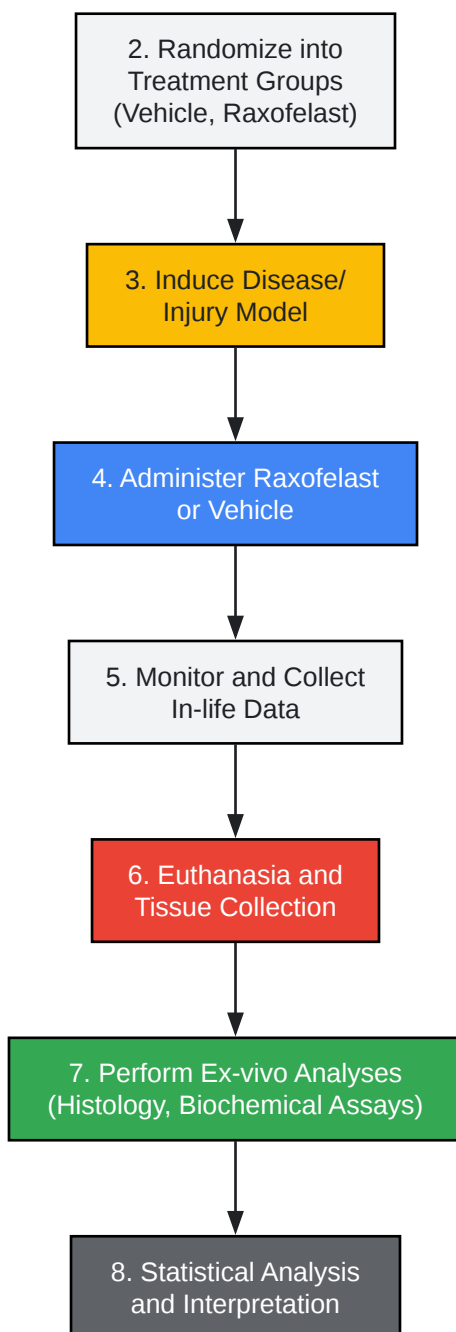 2. Randomize into
Treatment Groups
(Vehicle, Raxofelast)
3. Induce Disease/
Injury Model
4. Administer Raxofelast
or Vehicle
5. Monitor and Collect
In-life Data
6. Euthanasia and
Tissue Collection
7. Perform Ex-vivo Analyses
(Histology, Biochemical Assays)
8. Statistical Analysis
and Interpretation